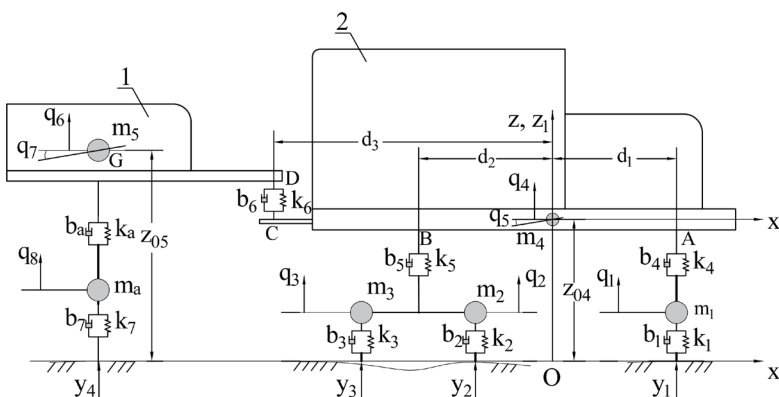 2
1
q₆
m₅
q₇
G
d₃
z, z₁
d₂
d₁
D
b₆ k₆
q₄
q₅
C
m₄
x
bₐ kₐ
z₀₅
B
A
b₅ k₅
b₄ k₄
q₈
mₐ
q₃
m₃
m₂
q₂
z₀₄
q₁
m₁
b₇ k₇
b₃ k₃
b₂ k₂
b₁ k₁
x
y₄
y₃
y₂
O
y₁